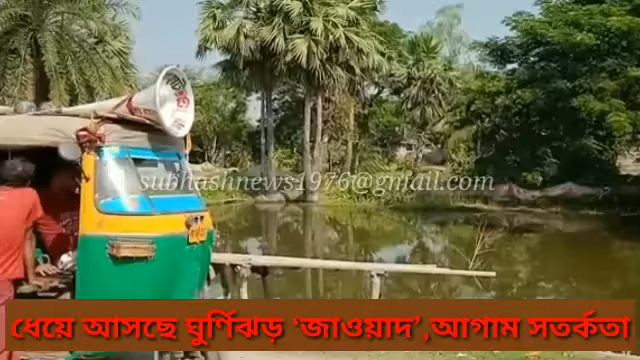 subhashnews1976@gmail.com
ধেয়ে আসছে ঘুর্ণিঝড় ‘জাওয়াদ’,আগাম সতর্কতা